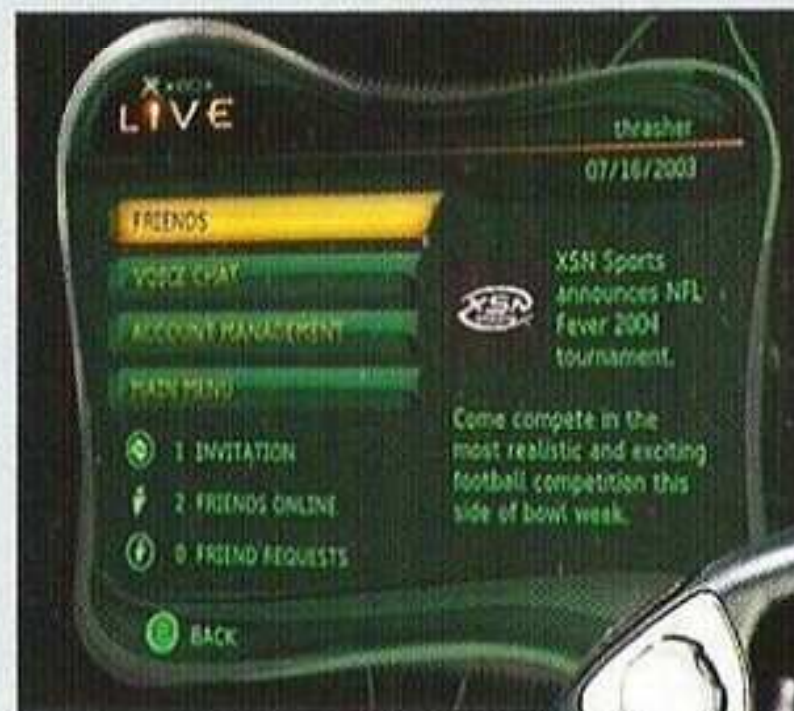 XBOX
LIVE
thrasher
07/16/2003
FRIENDS
VOICE CHAT
ACCOUNT MANAGEMENT
MAIN MENU
1 INVITATION
2 FRIENDS ONLINE
0 FRIEND REQUESTS
BACK
XSN
XSN Sports
announces NFL
Fever 2004
tournament.
Come compete in the
most realistic and exciting
football competition this
side of bowl week.